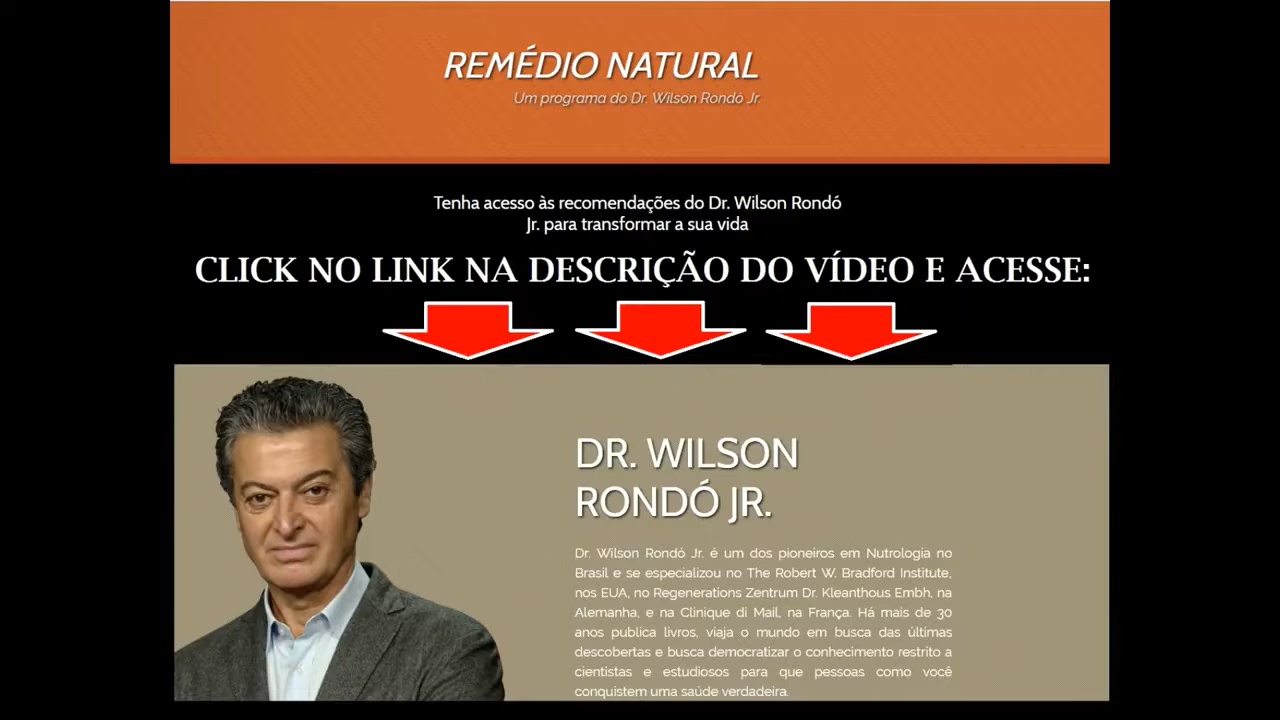 REMÉDIO NATURAL
Um programa do Dr. Wilson Rondó Jr.
Tenha acesso às recomendações do Dr. Wilson Rondó
Jr. para transformar a sua vida
CLICK NO LINK NA DESCRIÇÃO DO VÍDEO E ACESSE:
DR. WILSON
RONDÓ JR.
Dr. Wilson Rondó Jr. é um dos pioneiros em Nutrologia no
Brasil e se especializou no The Robert W. Bradford Institute,
nos EUA, no Regenerations Zentrum Dr. Kleanthous Embh, na
Alemanha, e na Clinique di Mail, na França. Há mais de 30
anos publica livros, viaja o mundo em busca das últimas
descobertas e busca democratizar o conhecimento restrito a
cientistas e estudiosos para que pessoas como você
conquistem uma saúde verdadeira.